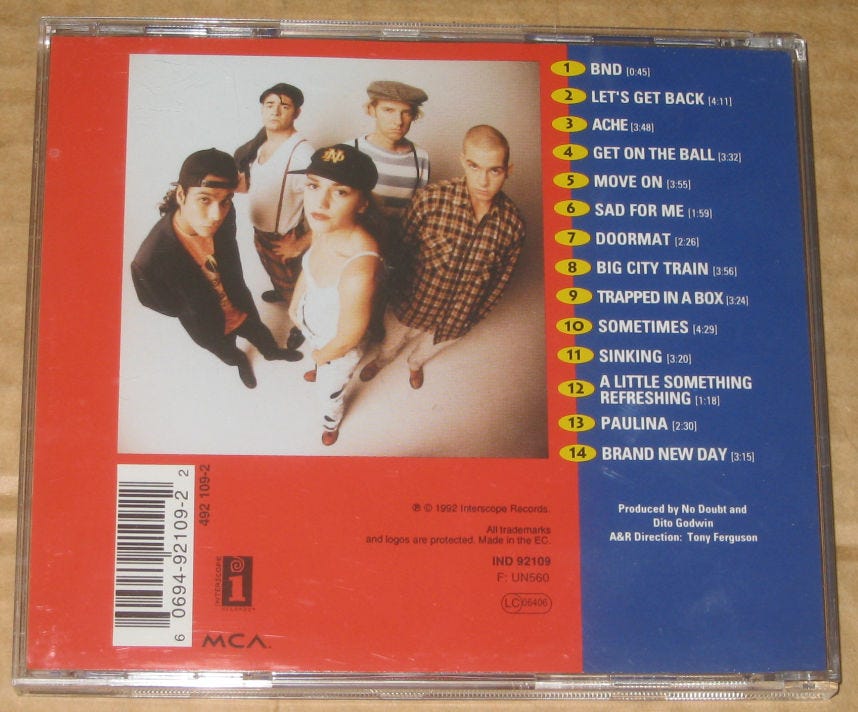 1 BND [0:45]
2 LET'S GET BACK [4:11]
3 ACHE [3:48]
4 GET ON THE BALL [3:32]
5 MOVE ON [3:55]
6 SAD FOR ME [1:59]
7 DOORMAT [2:26]
8 BIG CITY TRAIN [3:56]
9 TRAPPED IN A BOX [3:24]
10 SOMETIMES [4:29]
11 SINKING [3:20]
12 A LITTLE SOMETHING
REFRESHING [1:18]
13 PAULINA [2:30]
14 BRAND NEW DAY [3:15]
Produced by No Doubt and
Dito Godwin
A&R Direction: Tony Ferguson
℗ © 1992 Interscope Records.
All trademarks
and logos are protected. Made in the EC.
IND 92109
F: UN560
LC 06406
6 0694-92109-2 2
492 109-2
INTERSCOPE
i
RECORDS
MCA.